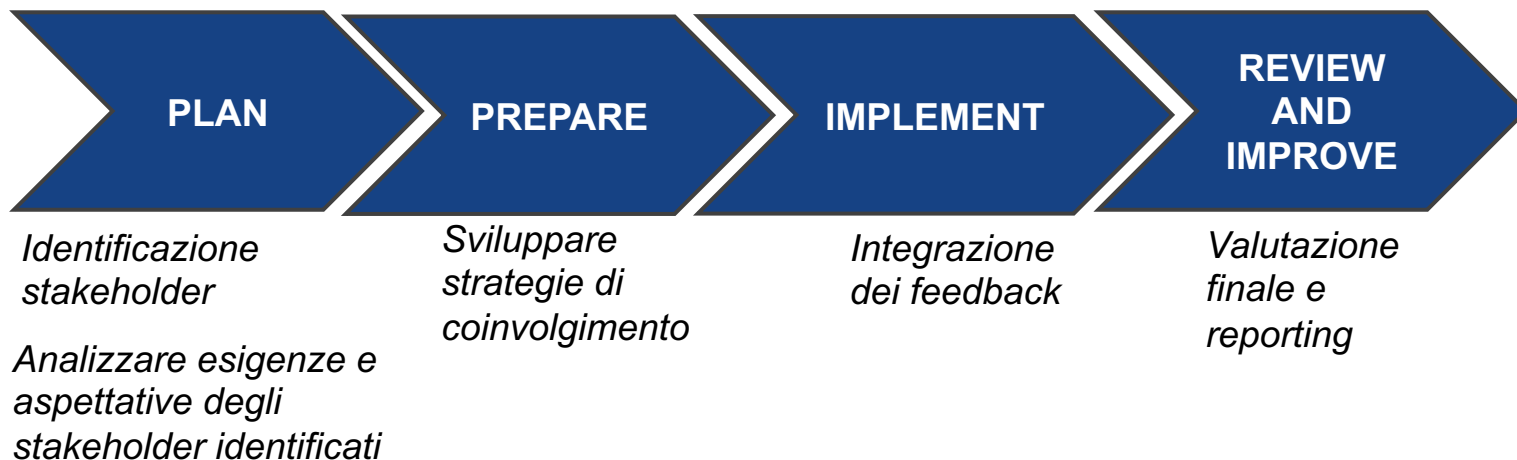 PLAN
PREPARE
IMPLEMENT
REVIEW
AND
IMPROVE
Identificazione
stakeholder
Analizzare esigenze e
aspettative degli
stakeholder identificati
Sviluppare
strategie di
coinvolgimento
Integrazione
dei feedback
Valutazione
finale e
reporting